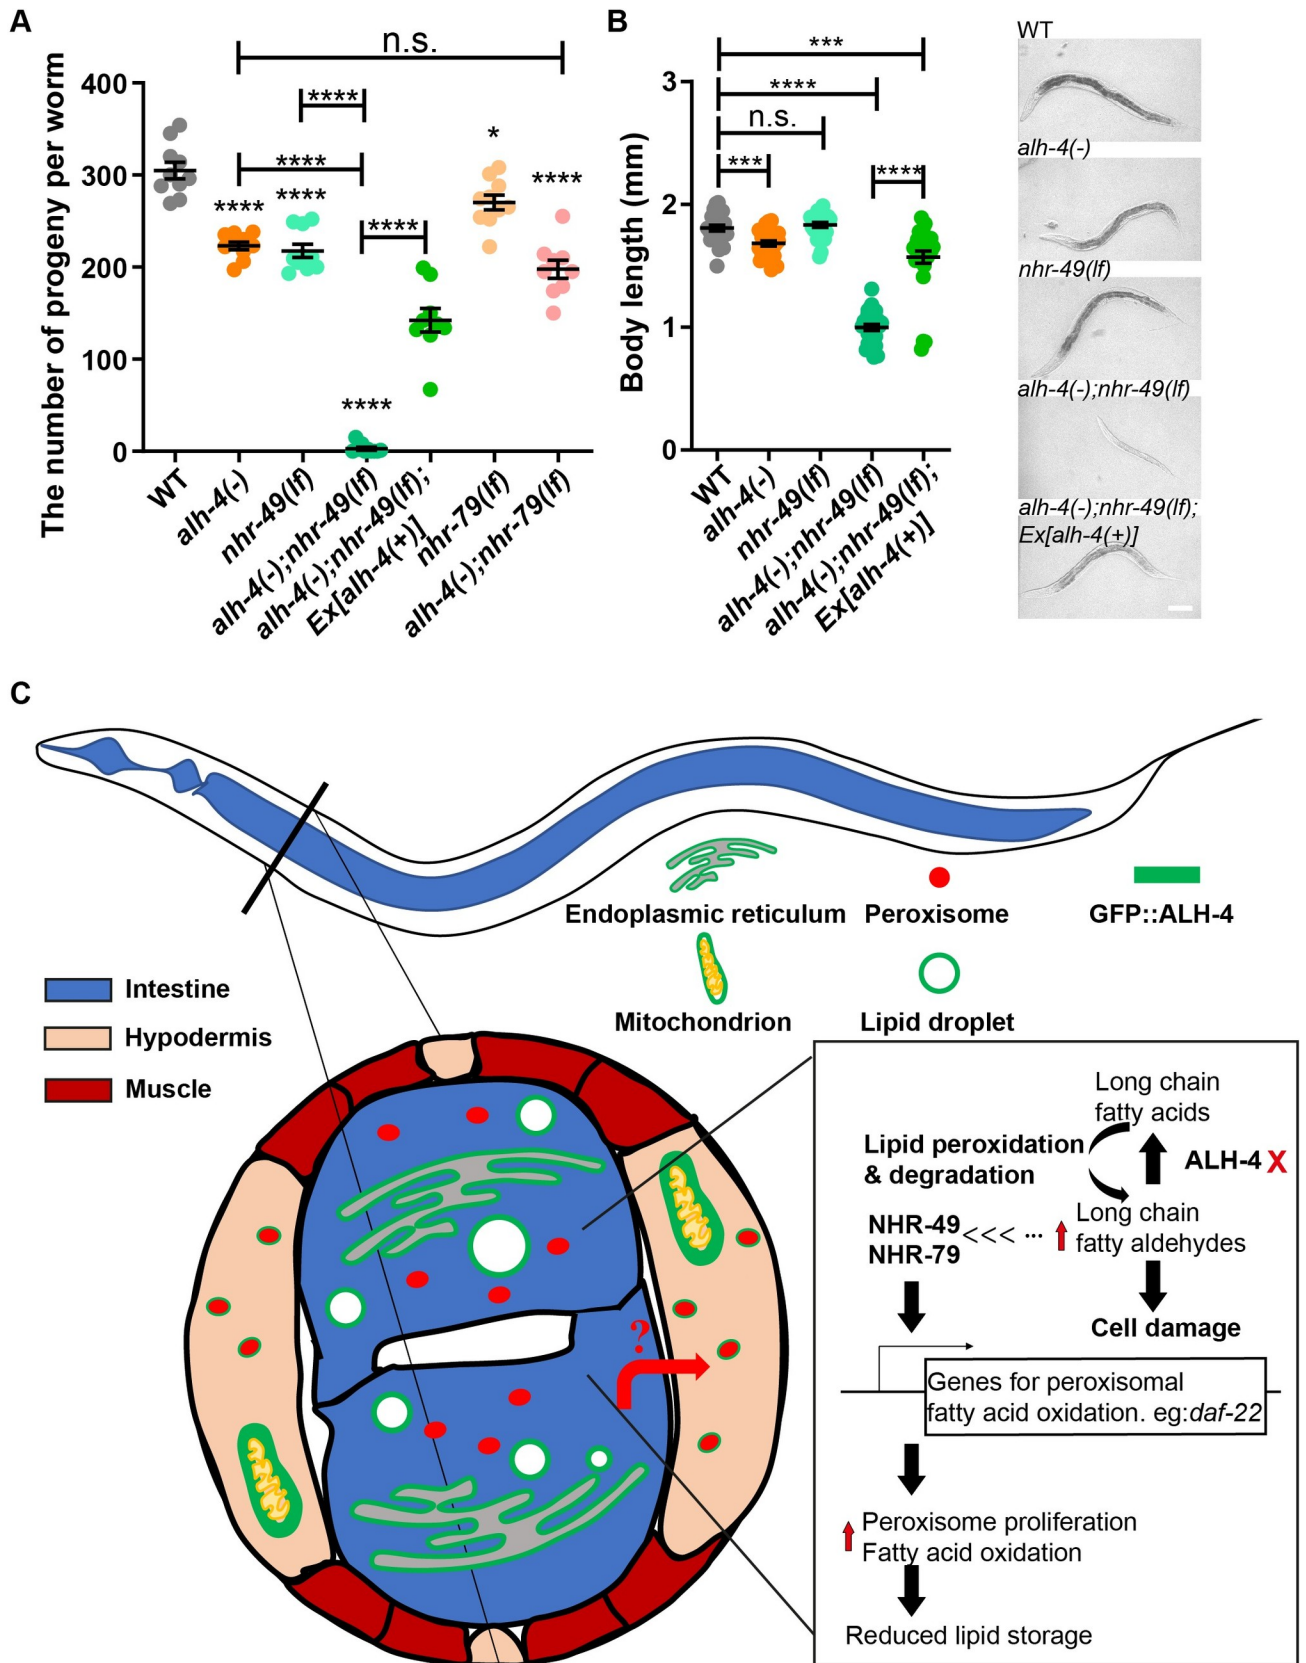 A
n.s.
****
****
****
****
****
****
*
****
The number of progeny per worm
400
300
200
100
0
WT
alh-4(-)
nhr-49(lf)
alh-4(-);nhr-49(lf)
alh-4(-);nhr-49(lf);
Ex[alh-4(+)]
nhr-79(lf)
alh-4(-);nhr-79(lf)
B
***
****
n.s.
***
****
Body length (mm)
3
2
1
0
WT
alh-4(-)
nhr-49(lf)
alh-4(-);nhr-49(lf)
alh-4(-);nhr-49(lf);
Ex[alh-4(+)]
WT
alh-4(-)
nhr-49(lf)
alh-4(-);nhr-49(lf)
alh-4(-);nhr-49(lf);
Ex[alh-4(+)]
C
Endoplasmic reticulum
Peroxisome
GFP::ALH-4
Mitochondrion
Lipid droplet
Intestine
Hypodermis
Muscle
?
Long chain
fatty acids
Lipid peroxidation
& degradation
ALH-4 X
NHR-49
NHR-79
<<< ...
Long chain
fatty aldehydes
Cell damage
Genes for peroxisomal
fatty acid oxidation. eg:daf-22
Peroxisome proliferation
Fatty acid oxidation
Reduced lipid storage